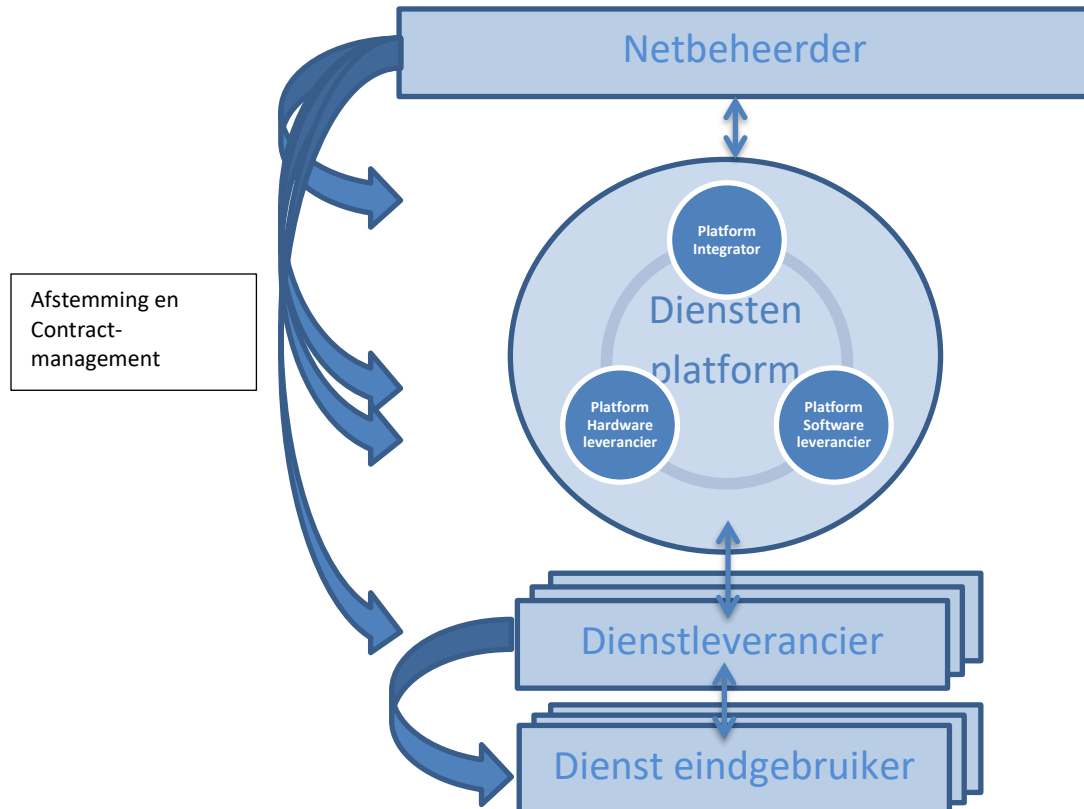 Netbeheerder
Platform
Integrator
Afstemming en
Contract-
management
Diensten
platform
Platform
Hardware
leverancier
Platform
Software
leverancier
Dienstleverancier
Dienst eindgebruiker